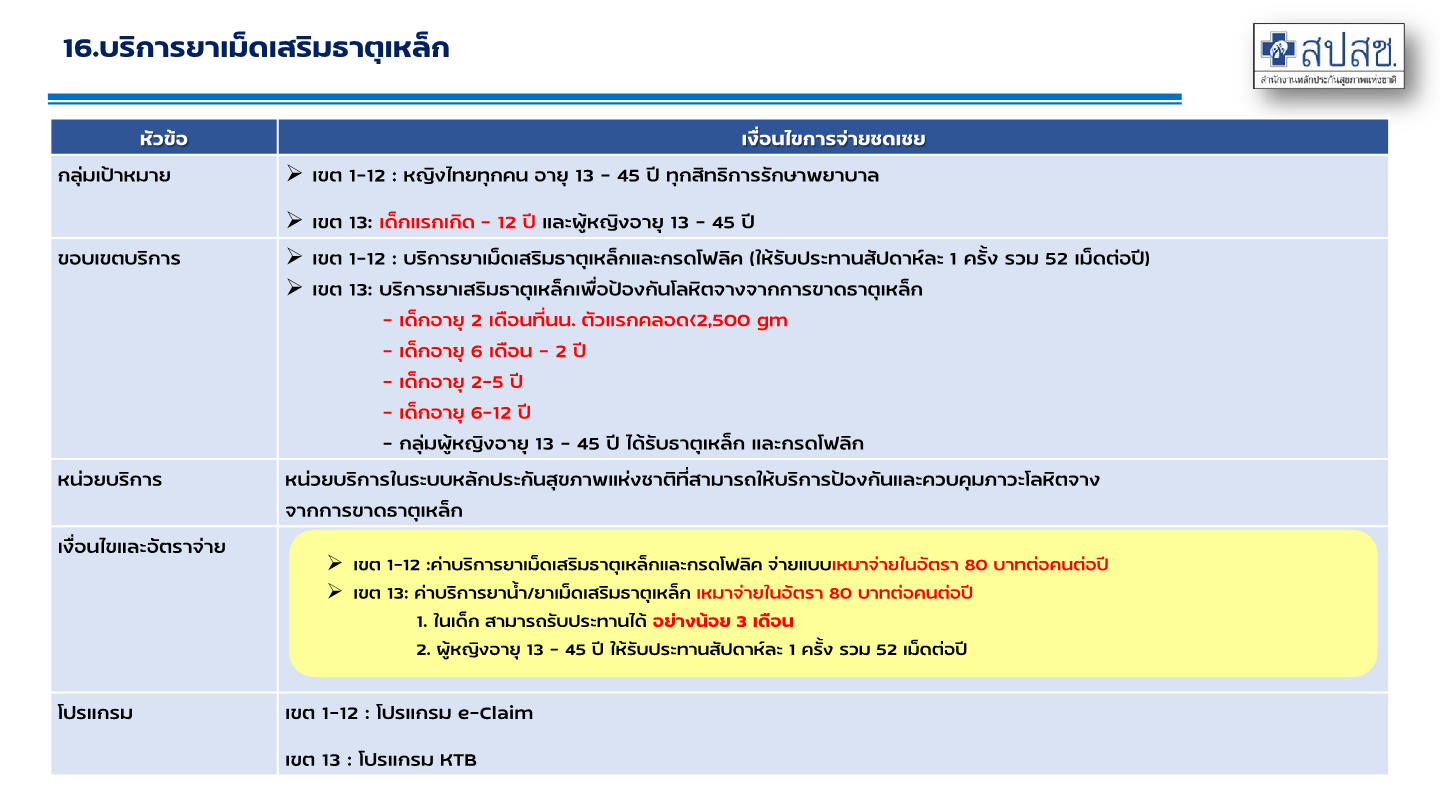 16.บริการยาเม็ดเสริมธาตุเหล็ก
สปสช.
สำนักงานหลักประกันสุขภาพแห่งชาติ
หัวข้อ
เงื่อนไขการจ่ายชดเชย
กลุ่มเป้าหมาย
➢ เขต 1-12 : หญิงไทยทุกคน อายุ 13 - 45 ปี ทุกสิทธิการรักษาพยาบาล
➢ เขต 13: เด็กแรกเกิด - 12 ปี และผู้หญิงอายุ 13 - 45 ปี
ขอบเขตบริการ
➢ เขต 1-12 : บริการยาเม็ดเสริมธาตุเหล็กและกรดโฟลิค (ให้รับประทานสัปดาห์ละ 1 ครั้ง รวม 52 เม็ดต่อปี)
➢ เขต 13: บริการยาเสริมธาตุเหล็กเพื่อป้องกันโลหิตจางจากการขาดธาตุเหล็ก
- เด็กอายุ 2 เดือนที่นน. ตัวแรกคลอด<2,500 gm
- เด็กอายุ 6 เดือน - 2 ปี
- เด็กอายุ 2-5 ปี
- เด็กอายุ 6-12 ปี
- กลุ่มผู้หญิงอายุ 13 - 45 ปี ได้รับธาตุเหล็ก และกรดโฟลิก
หน่วยบริการ
หน่วยบริการในระบบหลักประกันสุขภาพแห่งชาติที่สามารถให้บริการป้องกันและควบคุมภาวะโลหิตจาง
จากการขาดธาตุเหล็ก
เงื่อนไขและอัตราจ่าย
➢ เขต 1-12 :ค่าบริการยาเม็ดเสริมธาตุเหล็กและกรดโฟลิค จ่ายแบบเหมาจ่ายในอัตรา 80 บาทต่อคนต่อปี
➢ เขต 13: ค่าบริการยาน้ำ/ยาเม็ดเสริมธาตุเหล็ก เหมาจ่ายในอัตรา 80 บาทต่อคนต่อปี
1. ในเด็ก สามารถรับประทานได้ อย่างน้อย 3 เดือน
2. ผู้หญิงอายุ 13 - 45 ปี ให้รับประทานสัปดาห์ละ 1 ครั้ง รวม 52 เม็ดต่อปี
โปรแกรม
เขต 1-12 : โปรแกรม e-Claim
เขต 13 : โปรแกรม KTB